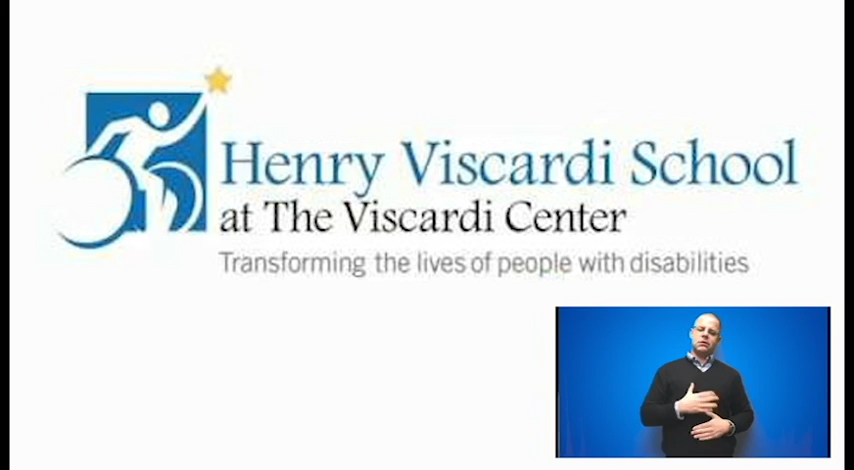 Henry Viscardi School
at The Viscardi Center
Transforming the lives of people with disabilities